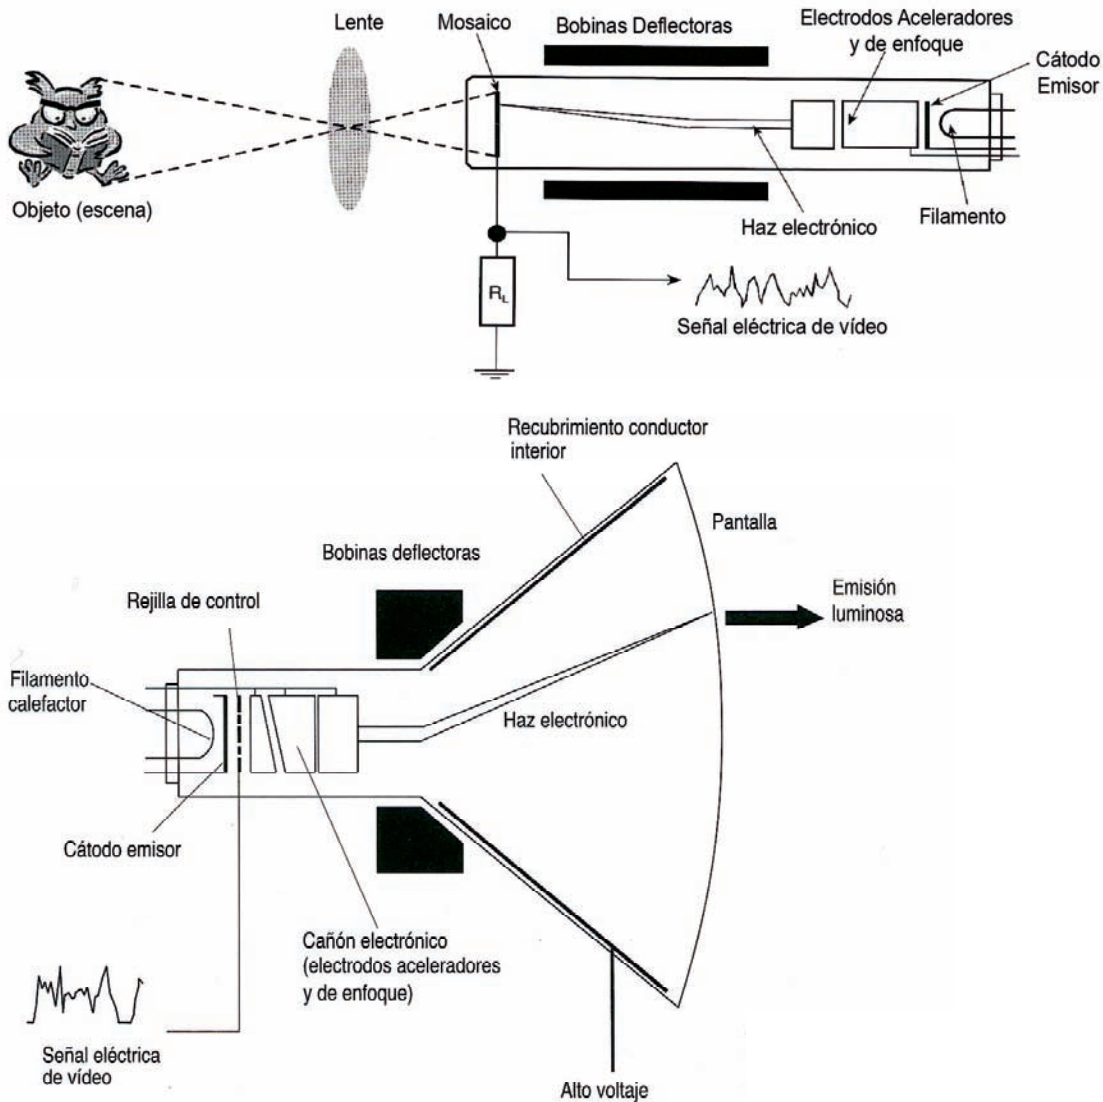 Lente
Mosaico
Bobinas Deflectoras
Electrodos Aceleradores
y de enfoque
Cátodo
Emisor
Objeto (escena)
Haz electrónico
Filamento
R_L
Señal eléctrica de vídeo
Recubrimiento conductor
interior
Pantalla
Bobinas deflectoras
Rejilla de control
Emisión
luminosa
Filamento
calefactor
Haz electrónico
Cátodo emisor
Cañón electrónico
(electrodos aceleradores
y de enfoque)
Señal eléctrica
de vídeo
Alto voltaje